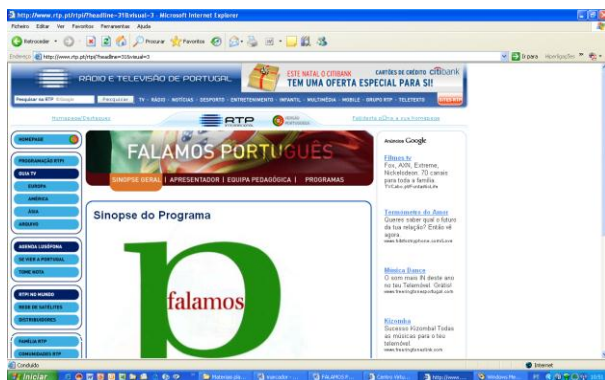 http://www.rtp.pt/rtpi/?headline=31&visual=3 - Microsoft Internet Explorer
Ficheiro Editar Ver Favoritos Ferramentas Ajuda
Retroceder Procurar Favoritos
Endereço http://www.rtp.pt/rtpi/?headline=31&visual=3 Ir para Hiperligações
RÁDIO E TELEVISÃO DE PORTUGAL
ESTE NATAL O CITIBANK
TEM UMA OFERTA ESPECIAL PARA SI!
CARTÕES DE CRÉDITO citibank
Pesquisar na RTP Pesquisar TV - RÁDIO - NOTÍCIAS - DESPORTO - ENTRETENIMENTO - INFANTIL - MULTIMÉDIA - MOBILE - GRUPO RTP - TELETEXTO
Homepage/Destaques
RTP
HOMEPAGE
PROGRAMAÇÃO RTPi
GUIA TV
EUROPA
AMÉRICA
ÁSIA
ARQUIVO
AGENDA LUSÓFONA
SE VIER A PORTUGAL
TOME NOTA
RTPi NO MUNDO
REDE DE SATÉLITES
DISTRIBUIDORES
FAMÍLIA RTP
COMUNIDADES RTP
FALAMOS PORTUGUÊS
SINOPSE GERAL | APRESENTADOR | EQUIPA PEDAGÓGICA | PROGRAMAS
Sinopse do Programa
falamos
Anúncios Google
Filmes tv
Fox, AXN, Extreme,
Nickelodeon. 70 canais
para toda a família.
Termometro do Amor
Queres saber qual o futuro
da tua relação? Então vê
agora.
Musica Dance
O som mais IN deste ano
no teu Telemóvel. Grátis!
Kizomba
Sucesso Kizomba! Todas
as músicas para o teu
telemóvel
Concluído Internet
Iniciar